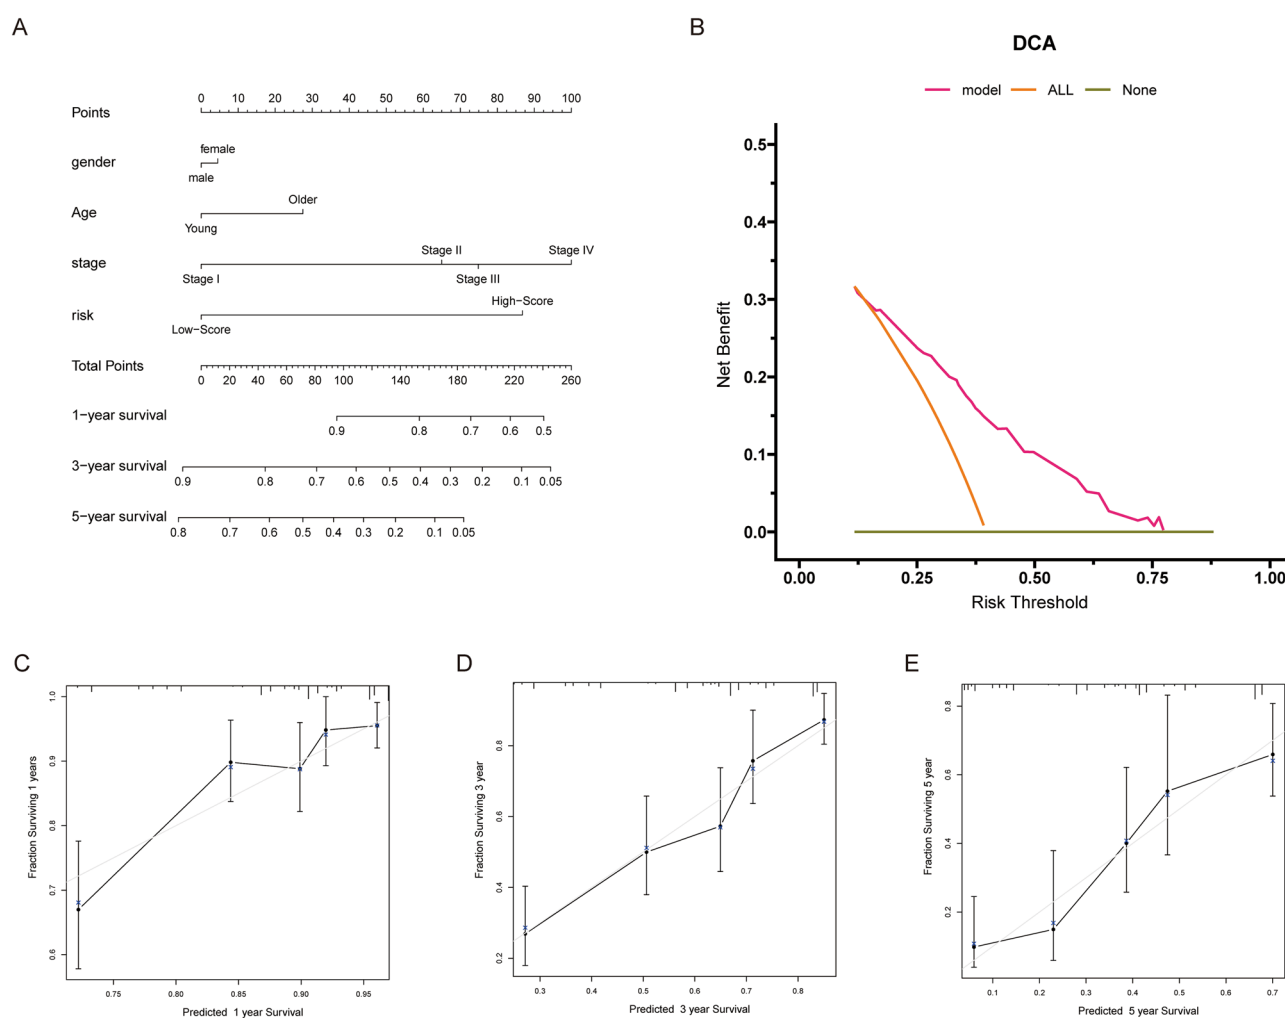 A
Points
0 10 20 30 40 50 60 70 80 90 100
gender
female
male
Age
Older
Young
stage
Stage II Stage IV
Stage I Stage III
risk
High−Score
Low−Score
Total Points
0 20 40 60 80 100 140 180 220 260
1−year survival
0.9 0.8 0.7 0.6 0.5
3−year survival
0.9 0.8 0.7 0.6 0.5 0.4 0.3 0.2 0.1 0.05
5−year survival
0.8 0.7 0.6 0.5 0.4 0.3 0.2 0.1 0.05
B
DCA
model ALL None
Net Benefit
0.5
0.4
0.3
0.2
0.1
0.0
0.00 0.25 0.50 0.75 1.00
Risk Threshold
C
Fraction Surviving 1 years
1.0
0.9
0.8
0.7
0.6
0.75 0.80 0.85 0.90 0.95
Predicted 1 year Survival
D
Fraction Surviving 3 year
0.8
0.6
0.4
0.2
0.3 0.4 0.5 0.6 0.7 0.8
Predicted 3 year Survival
E
Fraction Surviving 5 year
0.8
0.6
0.4
0.2
0.1 0.2 0.3 0.4 0.5 0.6 0.7
Predicted 5 year Survival